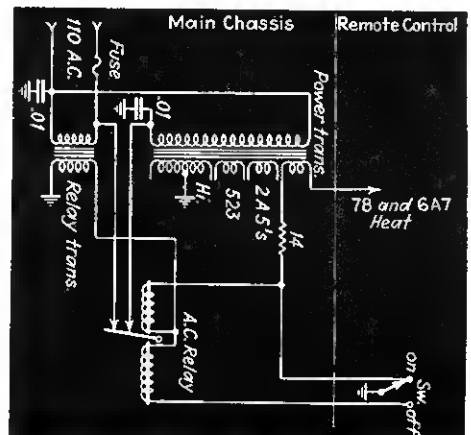 Main Chassis
Remote Control
110 A.C.
Fuse
.01
.01
Power trans.
Relay trans.
Hi.
5Z3
2A5's
14
78 and 6A7
Heat
A.C. Relay
on
Sw.
off